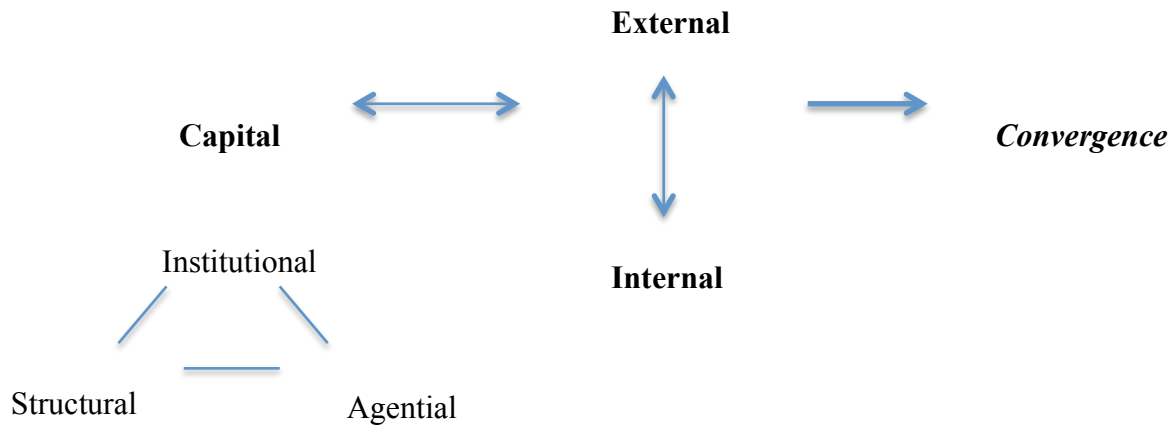 External
Capital
Convergence
Institutional
Internal
Structural
Agential